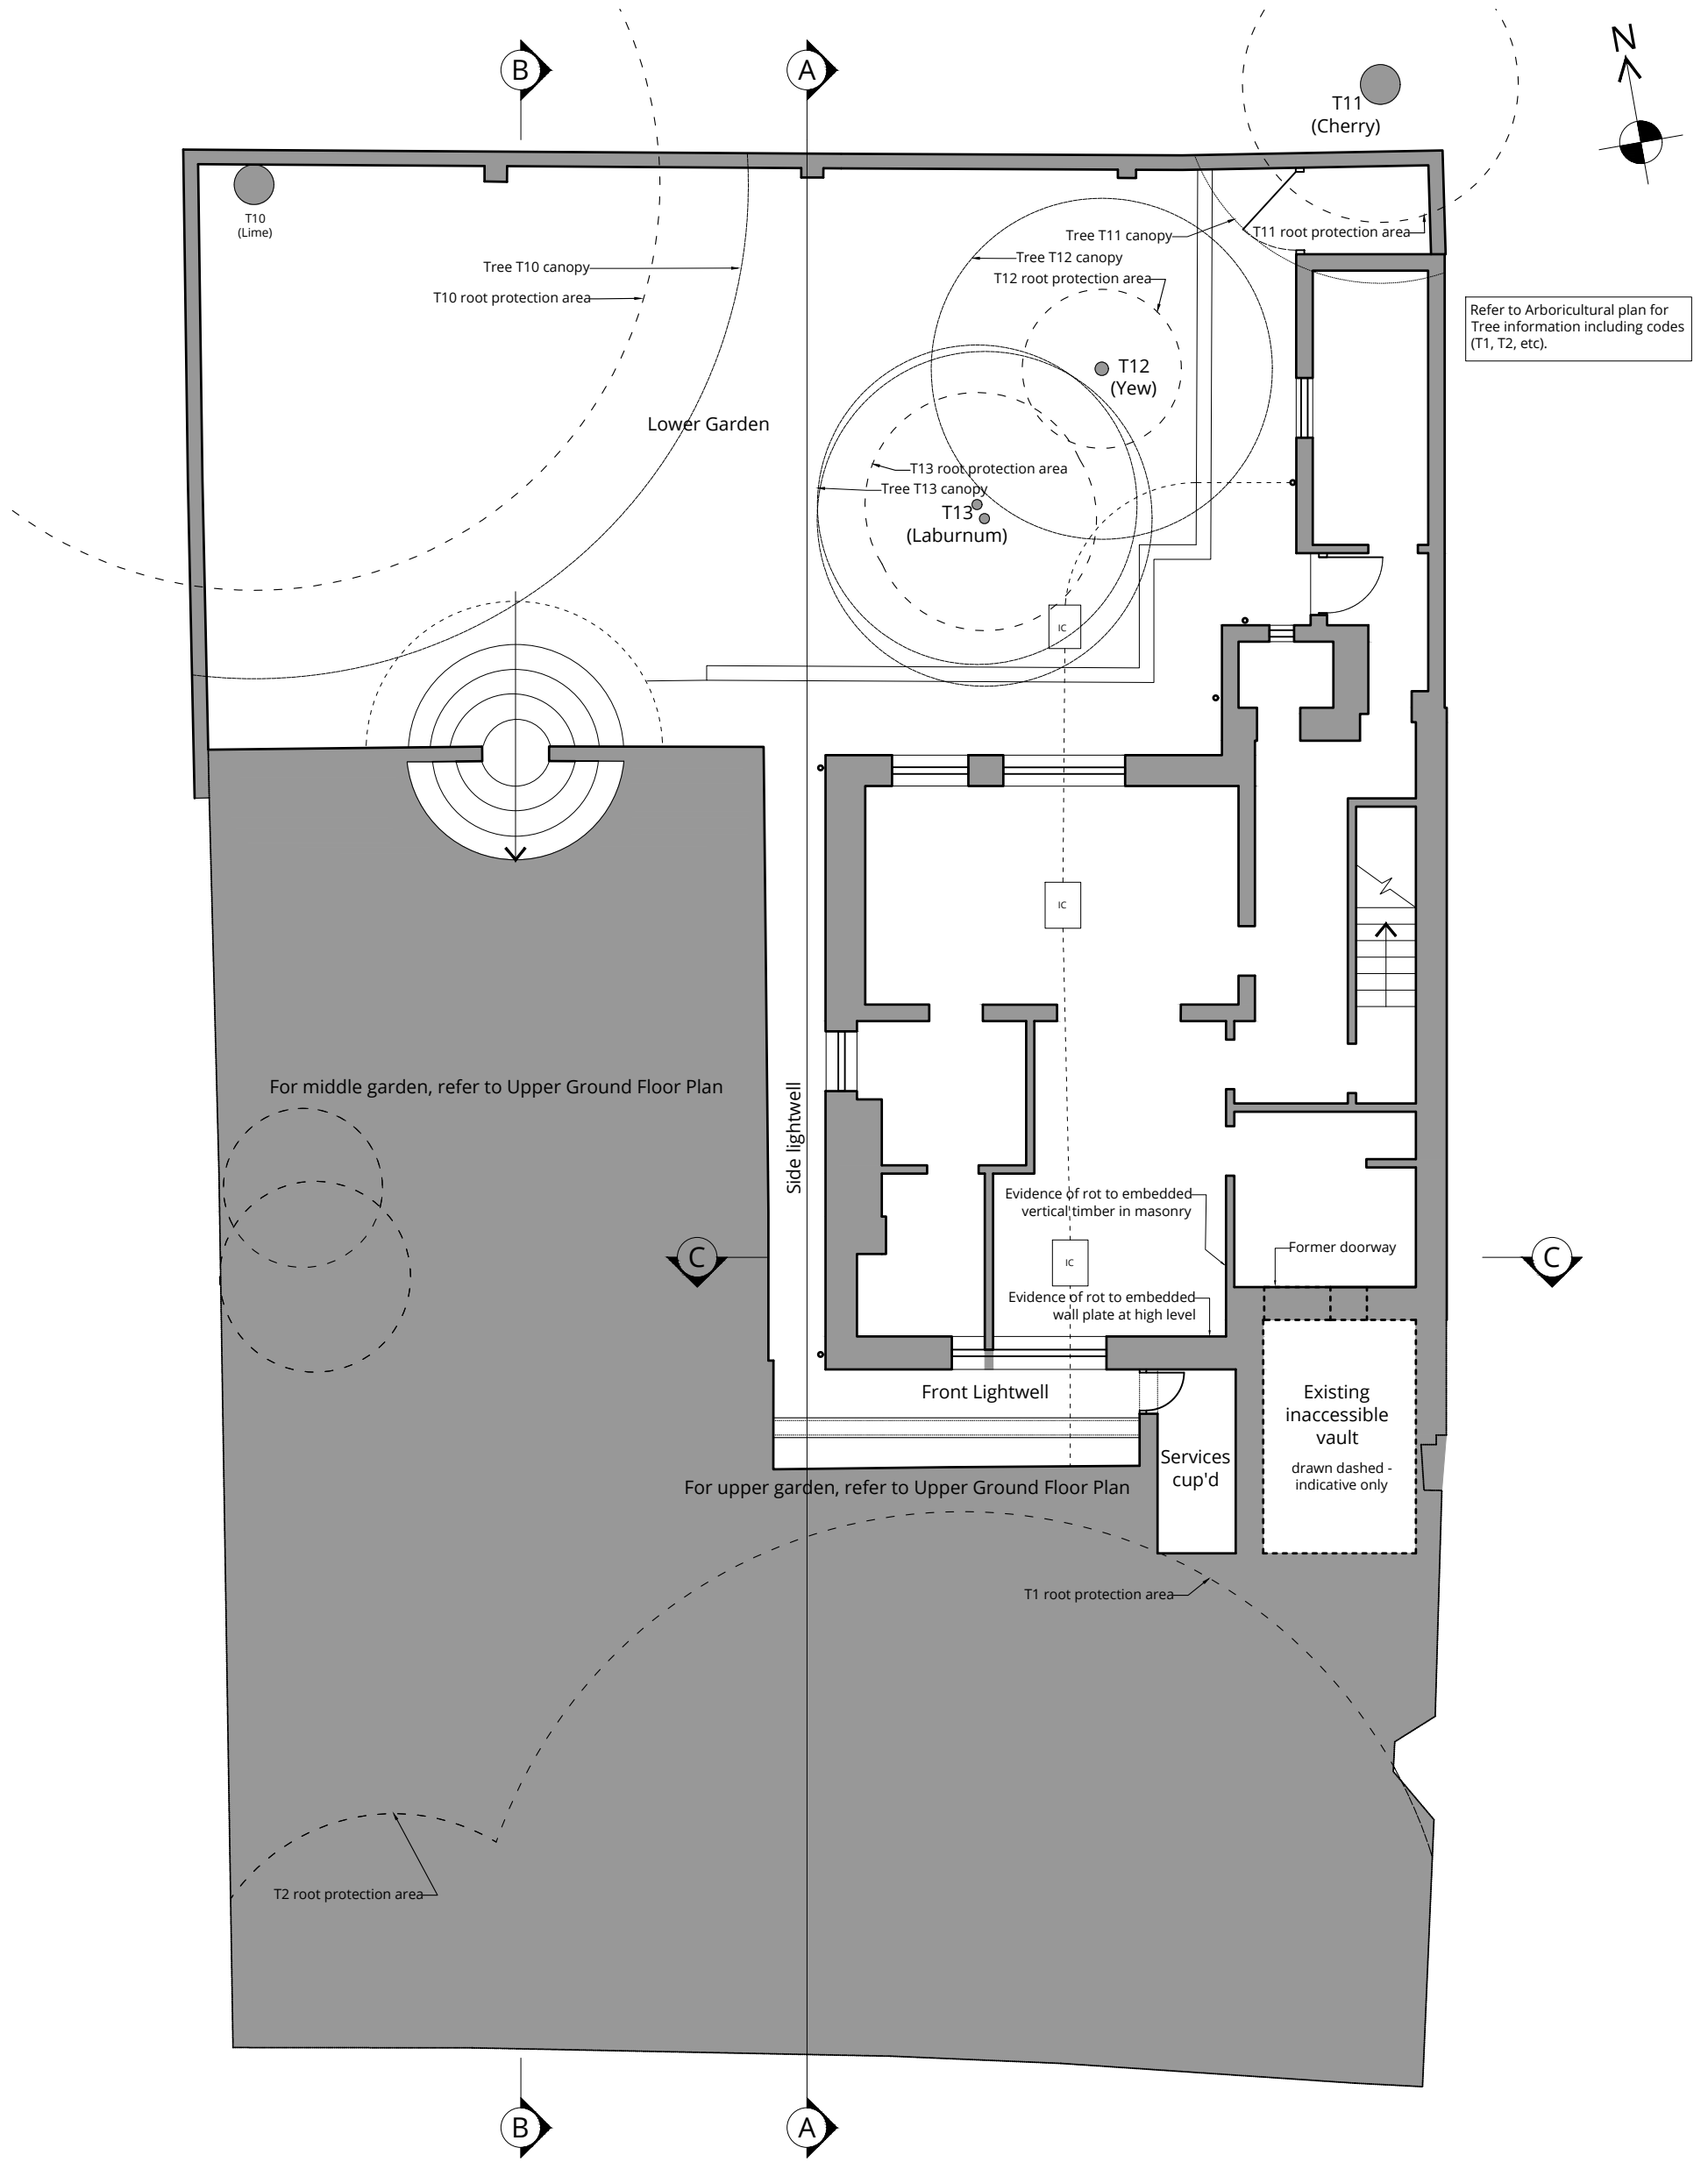 B
A
N
T11
(Cherry)
T10
(Lime)
Tree T11 canopy
T11 root protection area
Tree T10 canopy
Tree T12 canopy
T12 root protection area
T10 root protection area
Refer to Arboricultural plan for
Tree information including codes
(T1, T2, etc).
T12
(Yew)
Lower Garden
T13 root protection area
Tree T13 canopy
T13
(Laburnum)
IC
IC
For middle garden, refer to Upper Ground Floor Plan
Side lightwell
Evidence of rot to embedded
vertical timber in masonry
C
IC
Former doorway
C
Evidence of rot to embedded
wall plate at high level
Front Lightwell
Existing
inaccessible
vault
drawn dashed -
indicative only
Services
cup'd
For upper garden, refer to Upper Ground Floor Plan
T1 root protection area
T2 root protection area
B
A